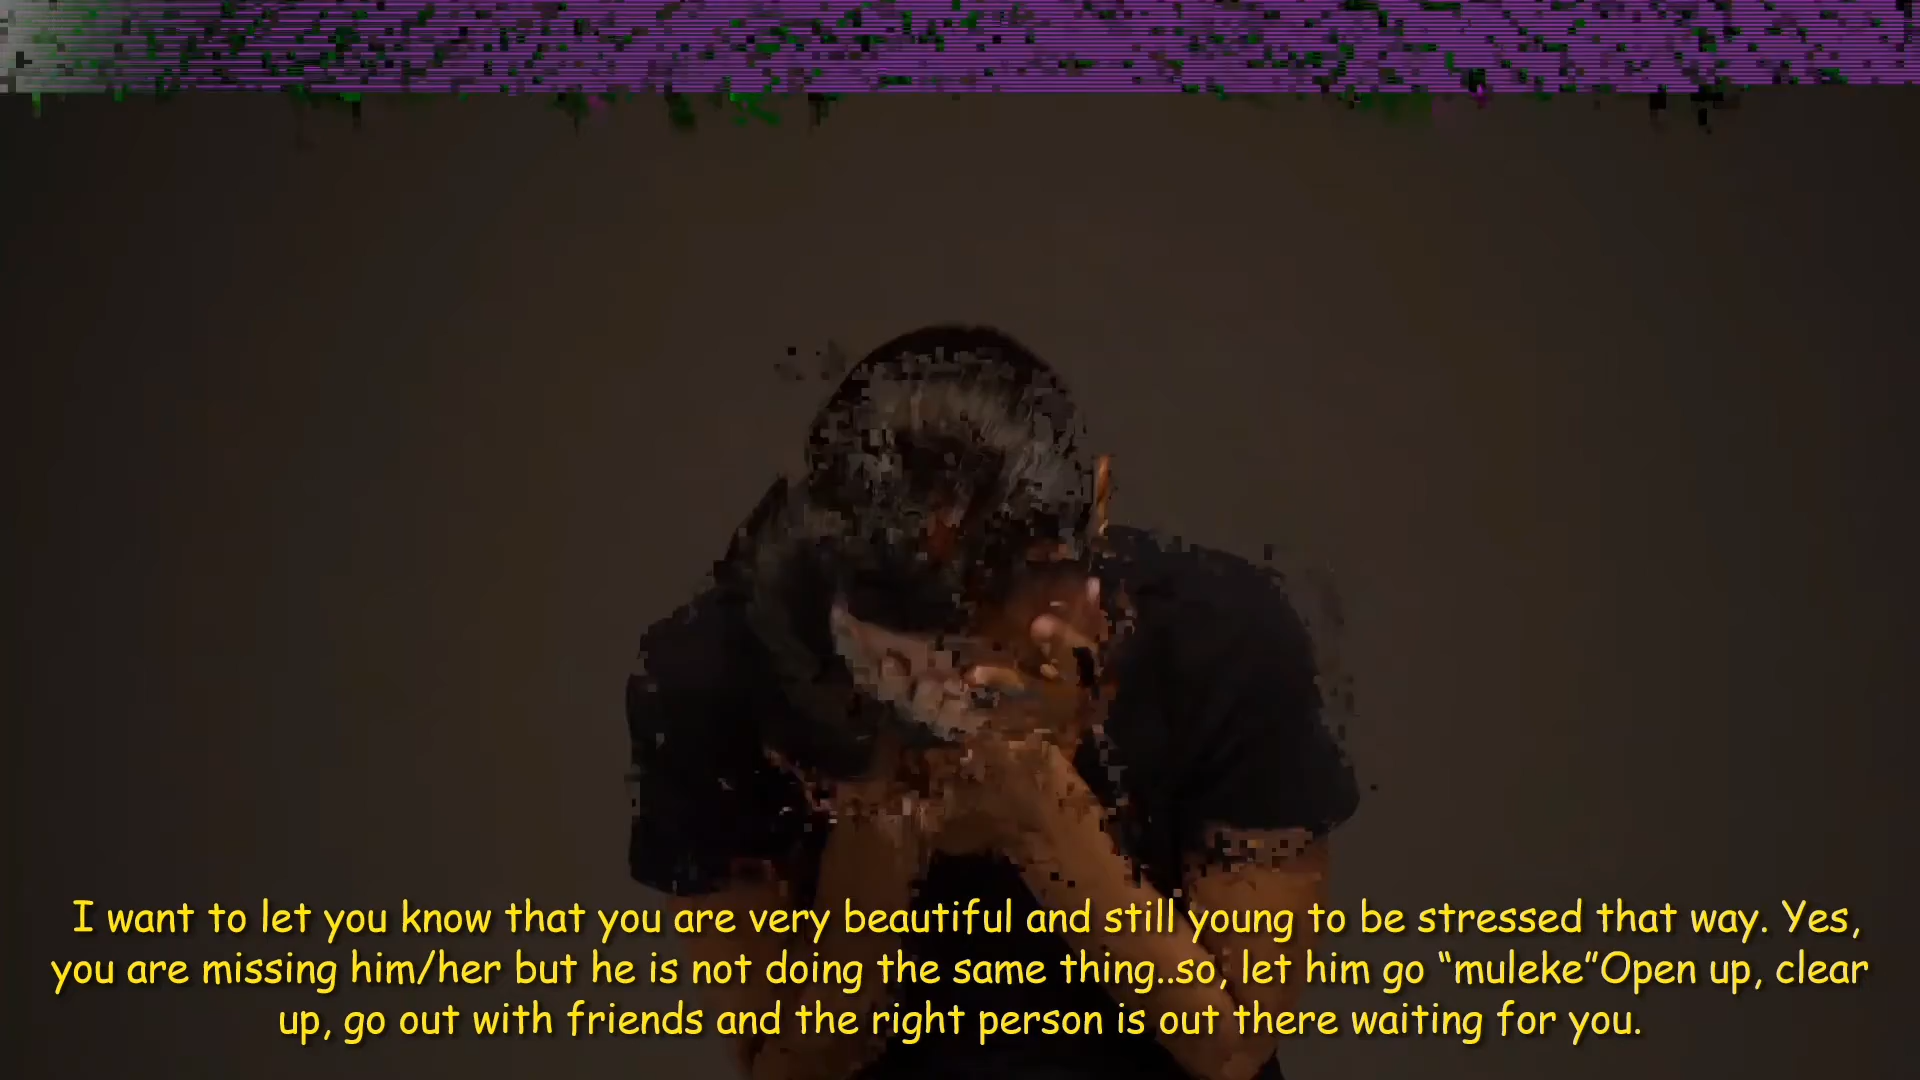 I want to let you know that you are very beautiful and still young to be stressed that way. Yes,
you are missing him/her but he is not doing the same thing..so, let him go “muleke”Open up, clear
up, go out with friends and the right person is out there waiting for you.